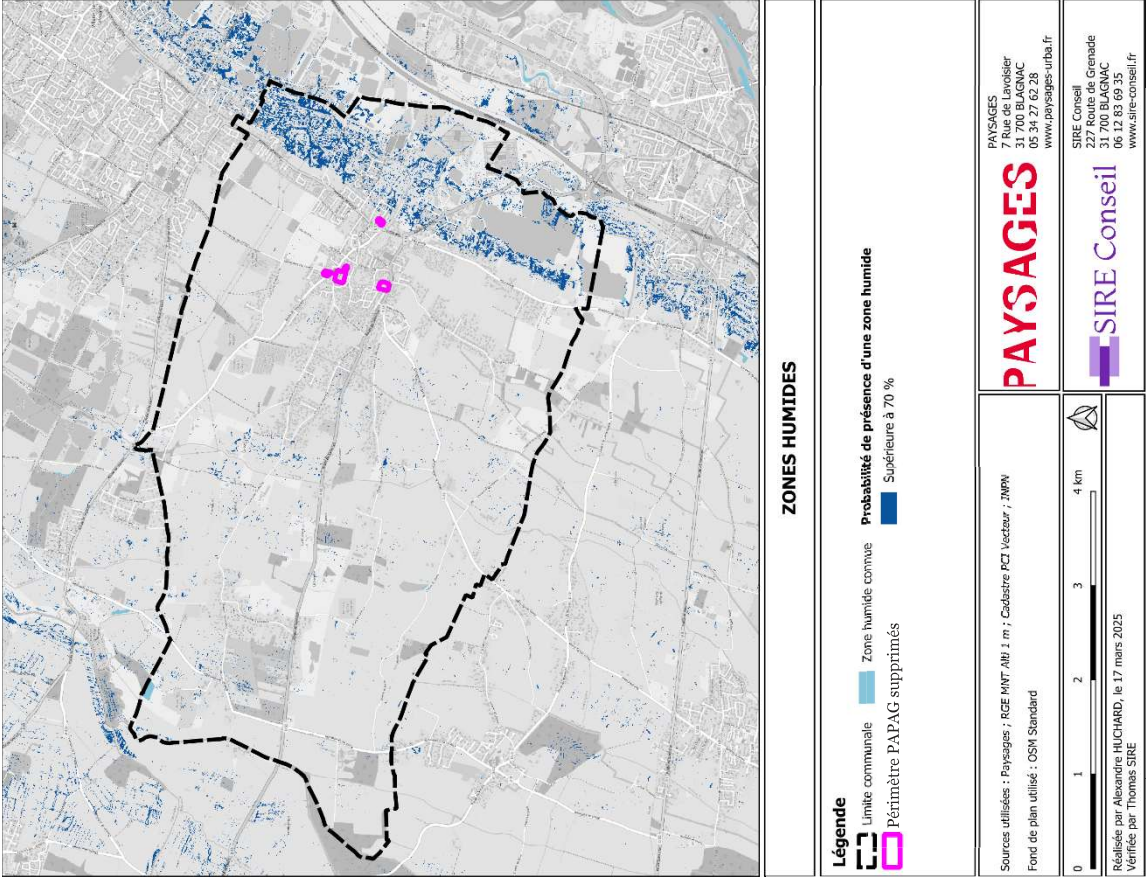 ZONES HUMIDES
Légende
Limite communale
Zone humide connue
Probabilité de présence d'une zone humide
Périmètre PAPAG supprimés
Supérieure à 70 %
Sources utilisées : Paysages ; RGE MNT Alti 1 m ; Cadastre PCI Vecteur ; INPN
Fond de plan utilisé : OSM Standard
0 1 2 3 4 km
Réalisée par Alexandre HUCHARD, le 17 mars 2025
Vérifiée par Thomas SIRE
PAYSAGES
PAYSAGES
7 Rue de Lavoisier
31 700 BLAGNAC
05 34 27 62 28
www.paysages-urba.fr
SIRE Conseil
SIRE Conseil
227 Route de Grenade
31 700 BLAGNAC
06 12 83 69 35
www.sire-conseil.fr